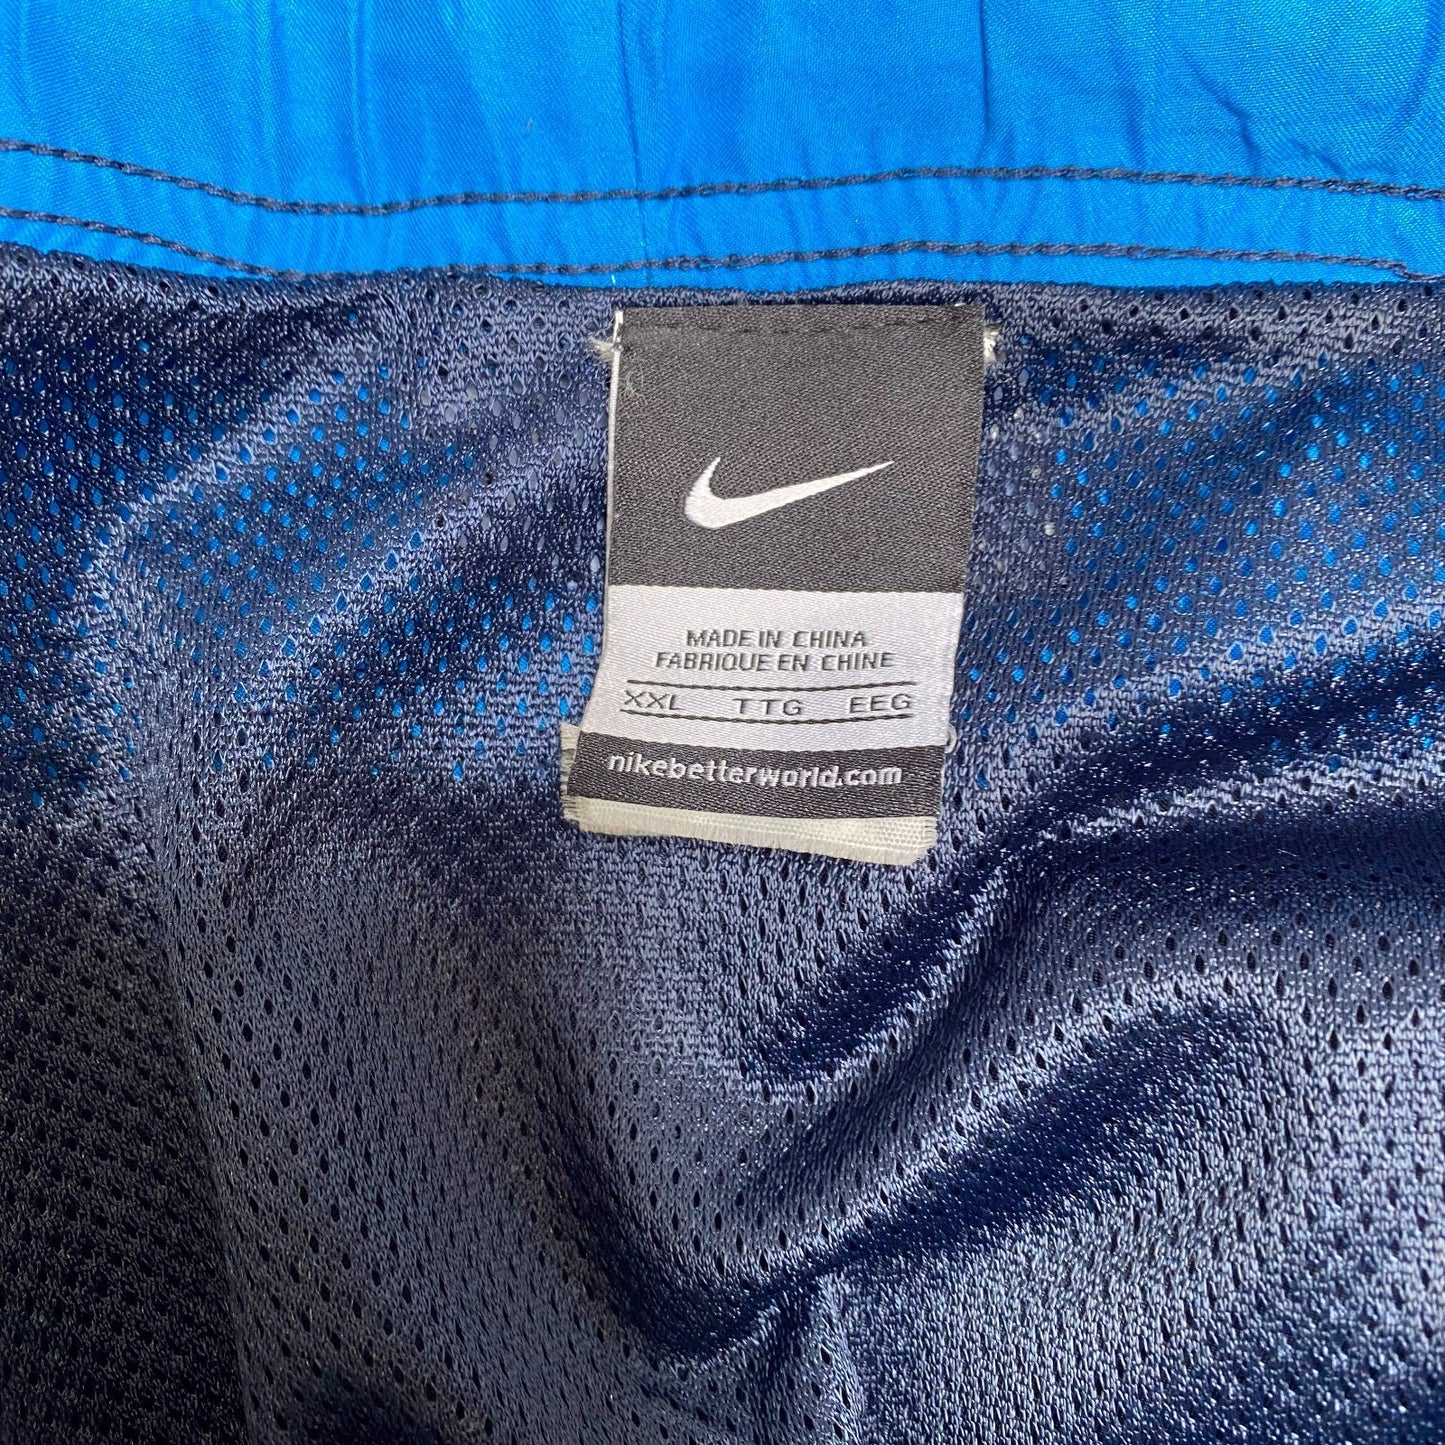 MADE IN CHINA
FABRIQUE EN CHINE
XXL TTG EEG
nikebetterworld.com